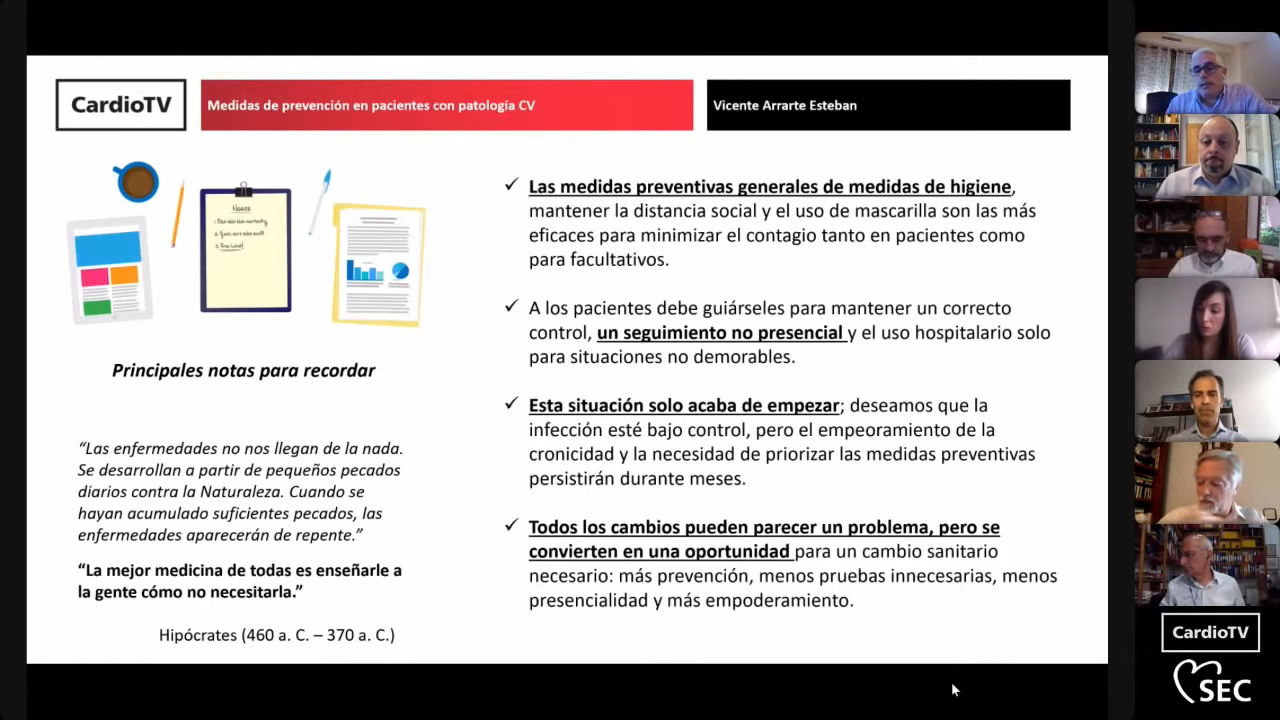 CardioTV
Medidas de prevención en pacientes con patología CV
Vicente Arrarte Esteban
Notes
Principales notas para recordar
“Las enfermedades no nos llegan de la nada.
Se desarrollan a partir de pequeños pecados
diarios contra la Naturaleza. Cuando se
hayan acumulado suficientes pecados, las
enfermedades aparecerán de repente.”
“La mejor medicina de todas es enseñarle a
la gente cómo no necesitarla.”
Hipócrates (460 a. C. – 370 a. C.)
✓ Las medidas preventivas generales de medidas de higiene,
mantener la distancia social y el uso de mascarilla son las más
eficaces para minimizar el contagio tanto en pacientes como
para facultativos.
✓ A los pacientes debe guiárseles para mantener un correcto
control, un seguimiento no presencial y el uso hospitalario solo
para situaciones no demorables.
✓ Esta situación solo acaba de empezar; deseamos que la
infección esté bajo control, pero el empeoramiento de la
cronicidad y la necesidad de priorizar las medidas preventivas
persistirán durante meses.
✓ Todos los cambios pueden parecer un problema, pero se
convierten en una oportunidad para un cambio sanitario
necesario: más prevención, menos pruebas innecesarias, menos
presencialidad y más empoderamiento.
CardioTV
SEC